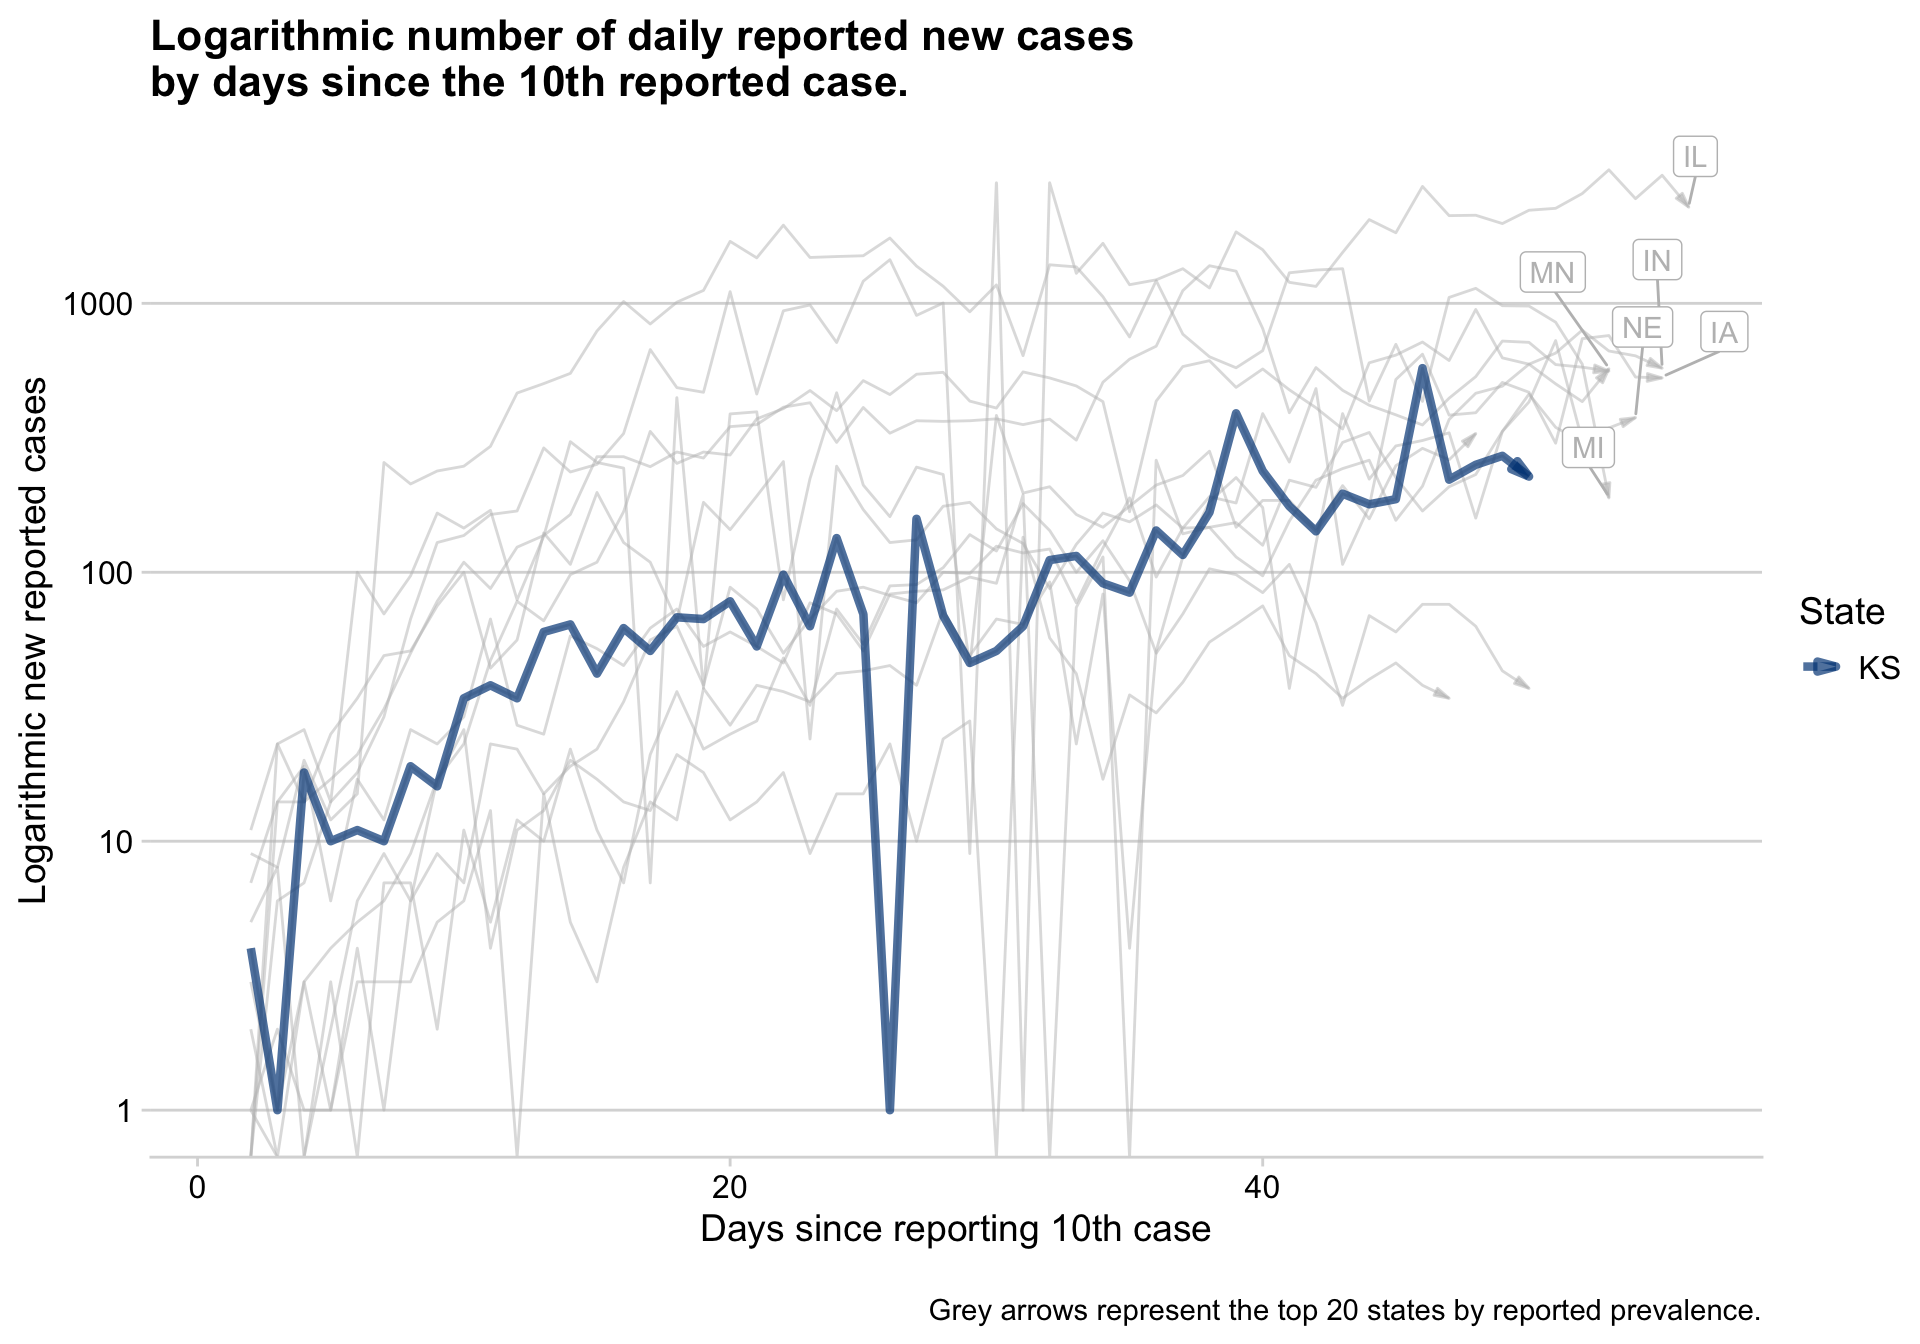 Logarithmic number of daily reported new cases
by days since the 10th reported case.
IL
IN
MN
NE
IA
MI
1000
100
10
1
Logarithmic new reported cases
0
20
40
Days since reporting 10th case
State
KS
Grey arrows represent the top 20 states by reported prevalence.